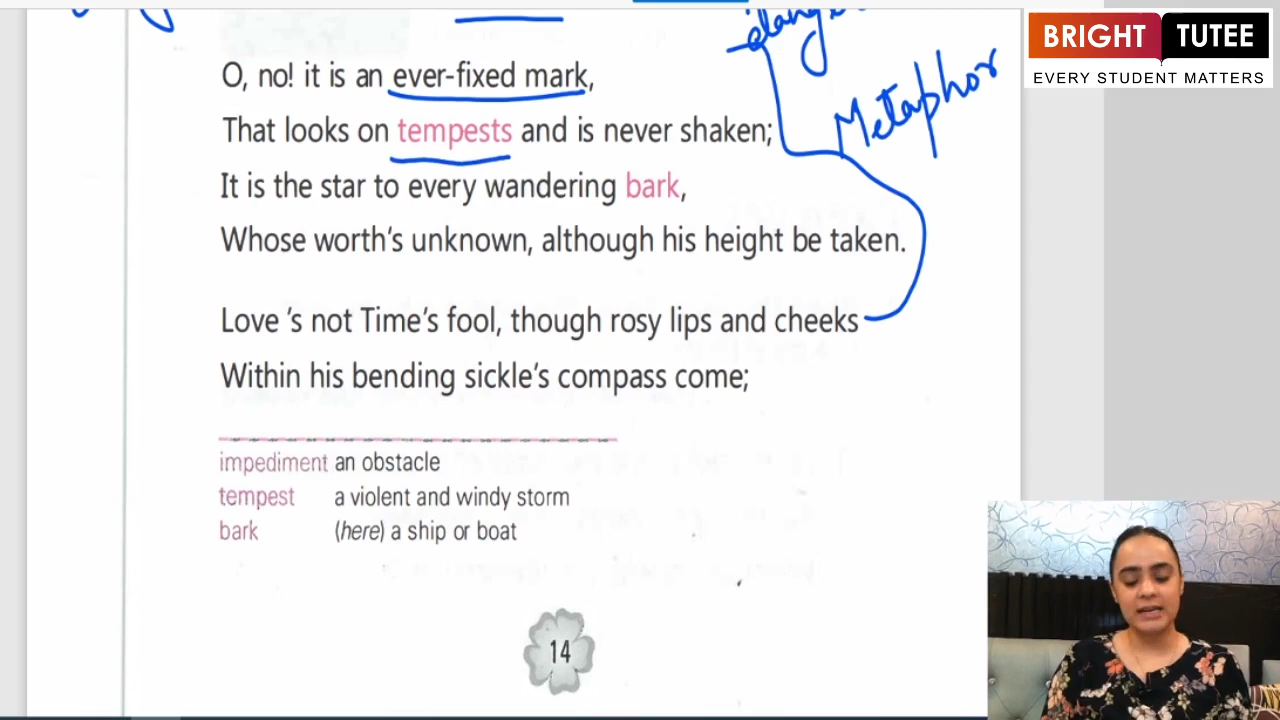 BRIGHT TUTEE
EVERY STUDENT MATTERS
Metaphor
O, no! it is an ever-fixed mark,
That looks on tempests and is never shaken;
It is the star to every wandering bark,
Whose worth's unknown, although his height be taken.
Love 's not Time's fool, though rosy lips and cheeks
Within his bending sickle's compass come;
impediment an obstacle
tempest a violent and windy storm
bark (here) a ship or boat
14